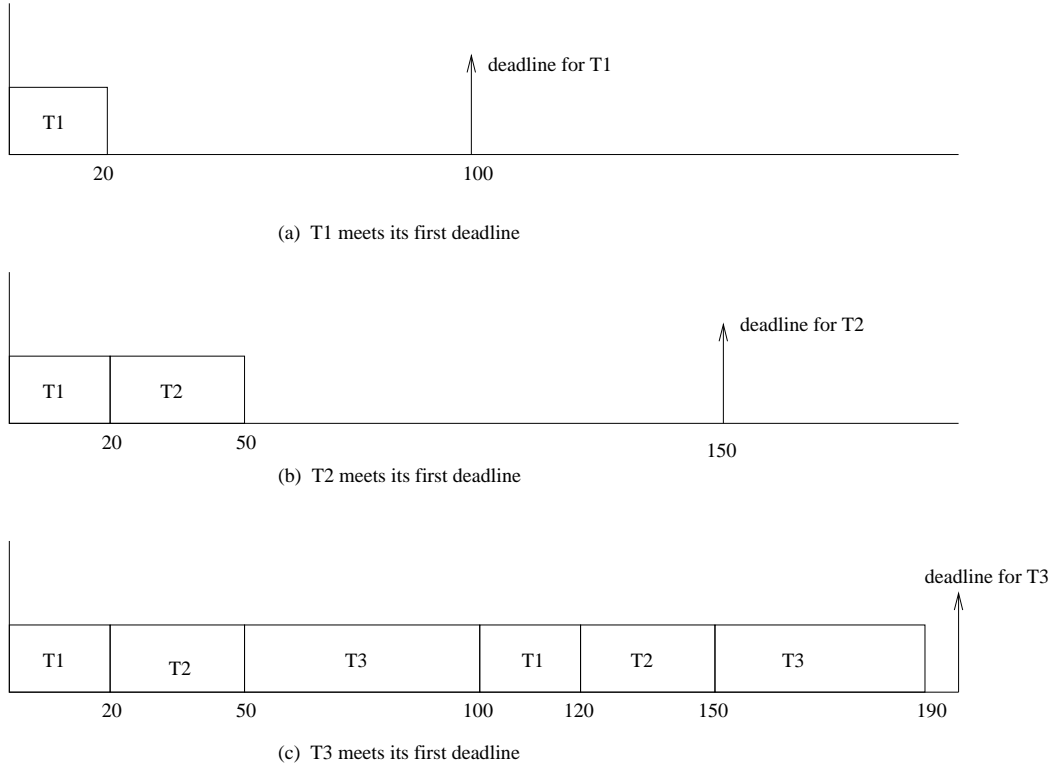 deadline for T1
T1
20
100
(a) T1 meets its first deadline
deadline for T2
T1
T2
20
50
150
(b) T2 meets its first deadline
deadline for T3
T1
T2
T3
T1
T2
T3
20
50
100
120
150
190
(c) T3 meets its first deadline